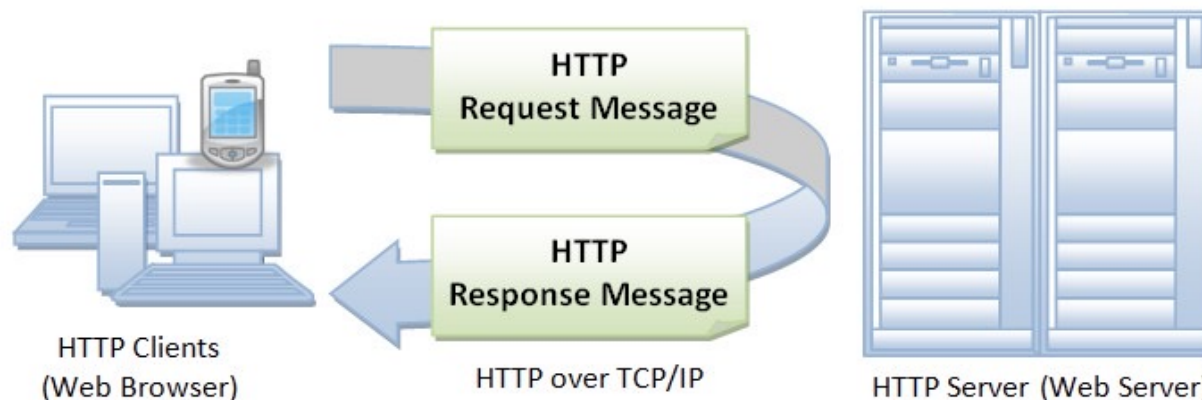 HTTP
Request Message
HTTP
Response Message
HTTP Clients
(Web Browser)
HTTP over TCP/IP
HTTP Server (Web Server)